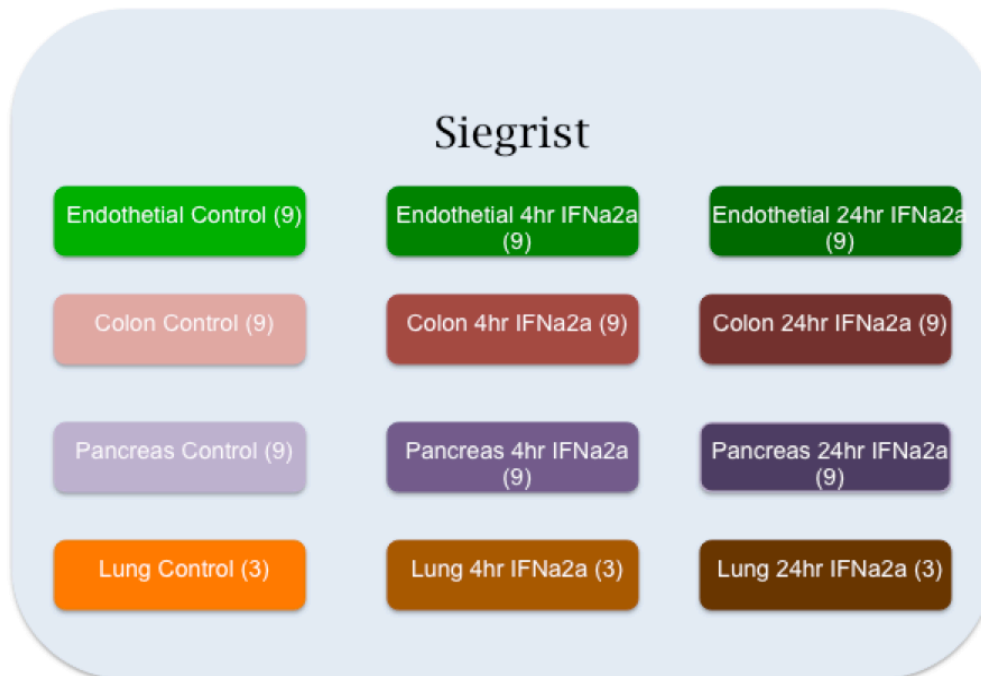 Siegrist
Endothetial Control (9)
Endothetial 4hr IFNa2a
(9)
Endothetial 24hr IFNa2a
(9)
Colon Control (9)
Colon 4hr IFNa2a (9)
Colon 24hr IFNa2a (9)
Pancreas Control (9)
Pancreas 4hr IFNa2a
(9)
Pancreas 24hr IFNa2a
(9)
Lung Control (3)
Lung 4hr IFNa2a (3)
Lung 24hr IFNa2a (3)